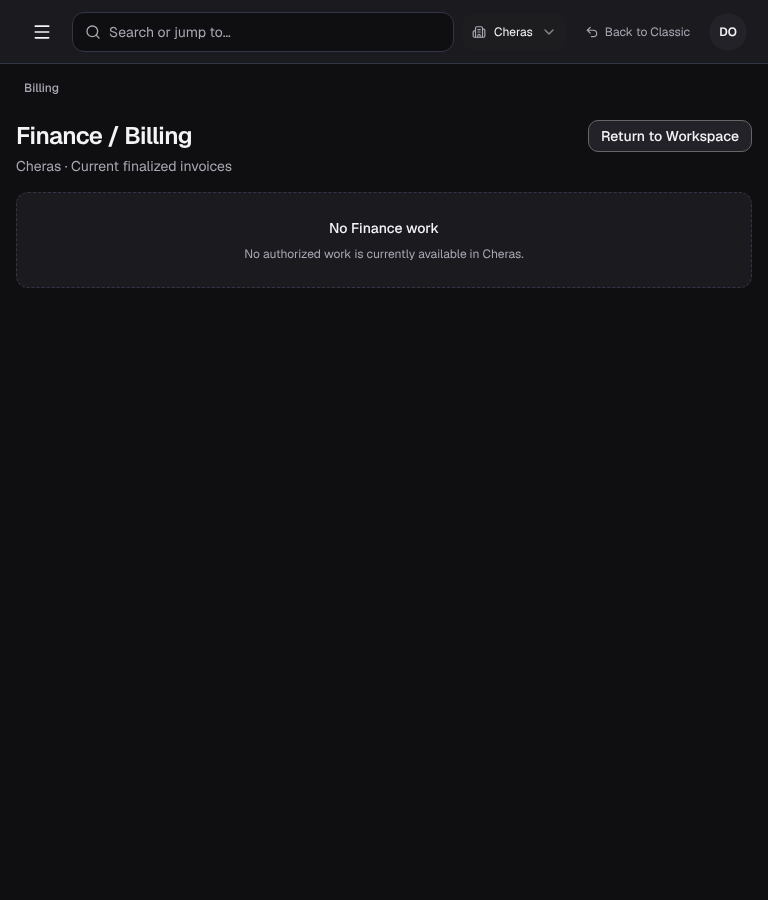 Search or jump to...
Cheras
Back to Classic
DO
Billing
Finance / Billing
Return to Workspace
Cheras · Current finalized invoices
No Finance work
No authorized work is currently available in Cheras.